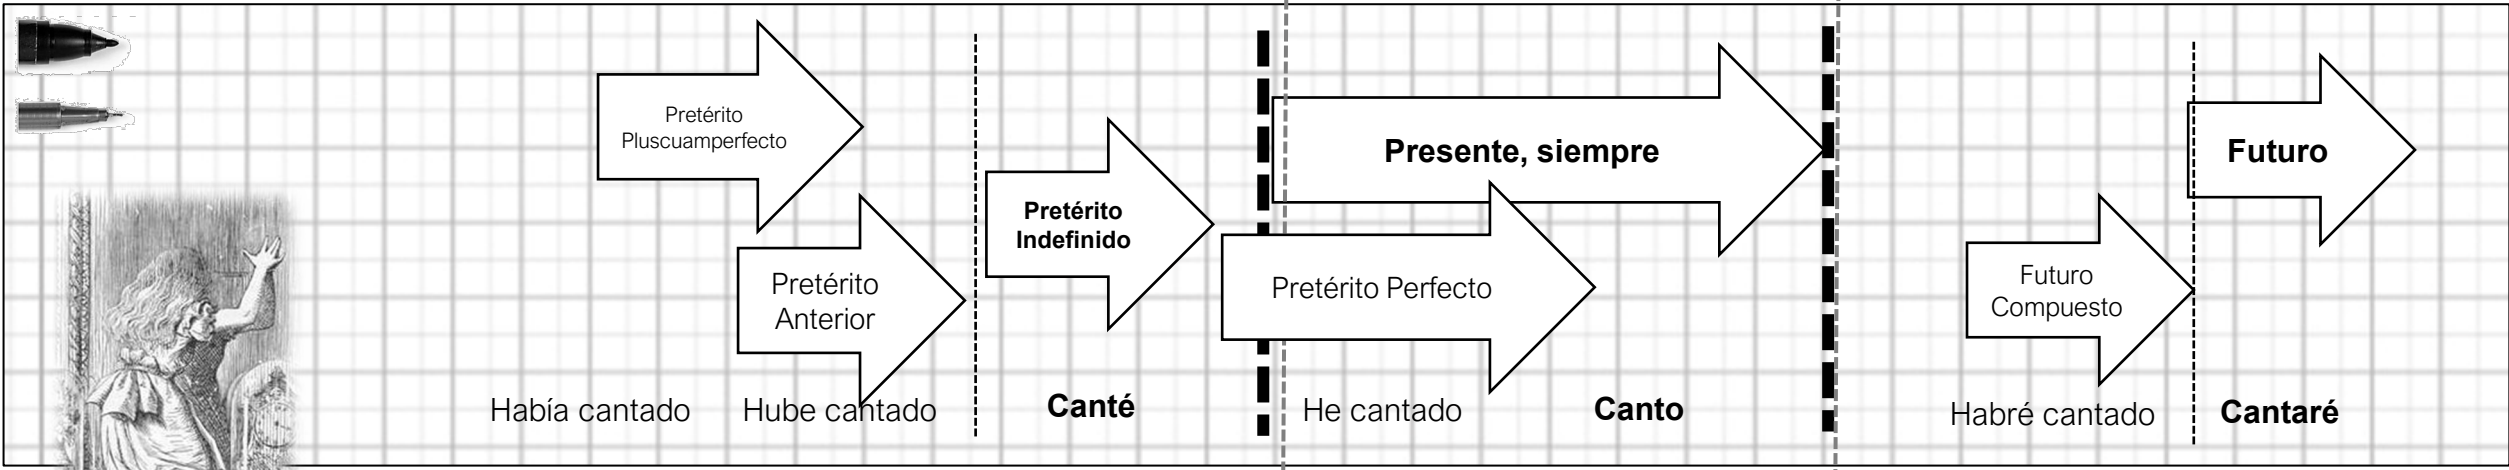 Pretérito
Pluscuamperfecto
Pretérito
Anterior
Pretérito
Indefinido
Presente, siempre
Pretérito Perfecto
Futuro
Compuesto
Futuro
Había cantado
Hube cantado
Canté
He cantado
Canto
Habré cantado
Cantaré